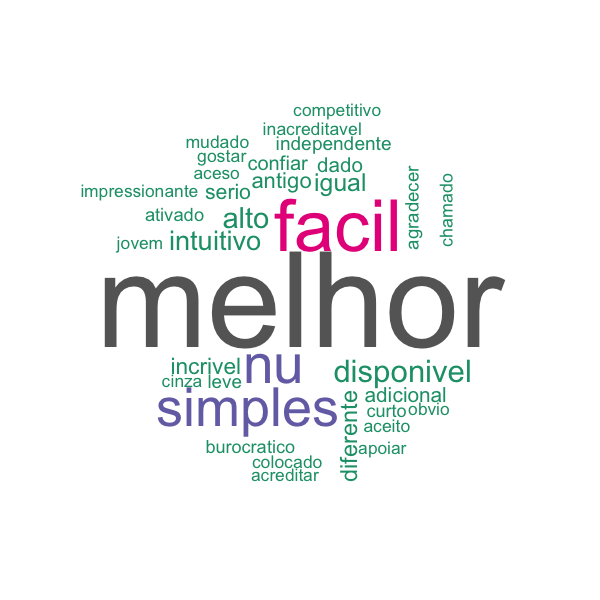 competitivo
inacreditavel
mudado
independente
gostar
confiar
dado
aceso
antigo
igual
impressionante
serio
agradecer
chamado
ativado
alto
facil
jovem
intuitivo
melhor
incrivel
nu
disponivel
cinza
leve
simples
diferente
adicional
curto
obvio
aceito
burocratico
apoiar
colocado
acreditar